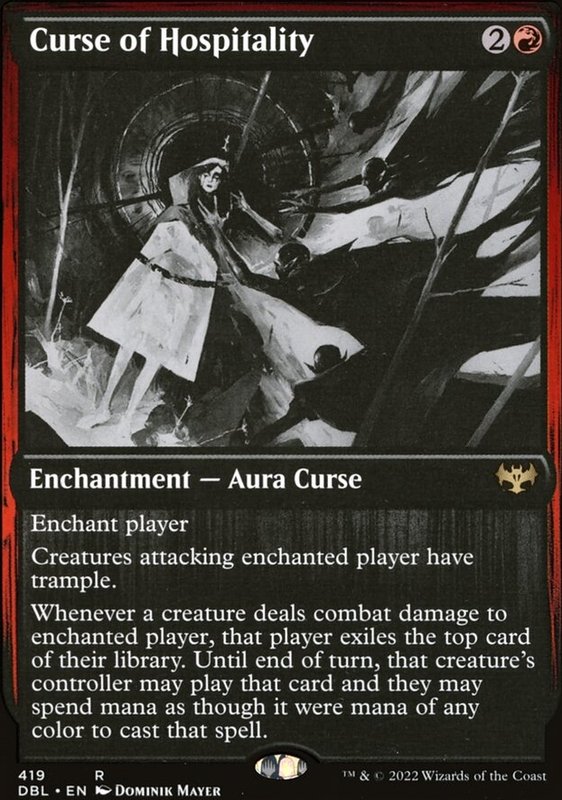 Curse of Hospitality 2
Enchantment — Aura Curse
Enchant player
Creatures attacking enchanted player have
trample.
Whenever a creature deals combat damage to
enchanted player, that player exiles the top card
of their library. Until end of turn, that creature's
controller may play that card and they may
spend mana as though it were mana of any
color to cast that spell.
419 R ™ & © 2022 Wizards of the Coast
DBL • EN Dominik Mayer